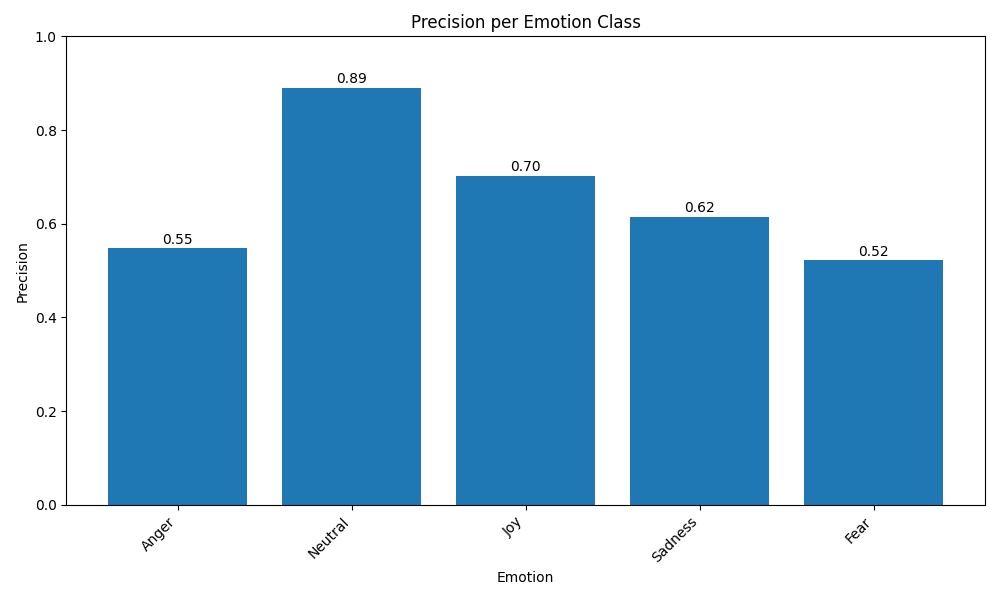 Precision per Emotion Class
1.0
0.8
0.6
0.4
0.2
0.0
Precision
0.55
0.89
0.70
0.62
0.52
Anger
Neutral
Joy
Sadness
Fear
Emotion